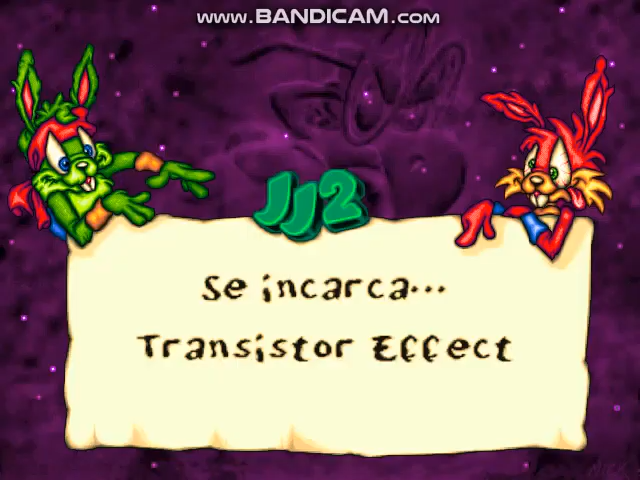 www.BANDICAM.com
JJ2
Se incarca...
Transistor Effect